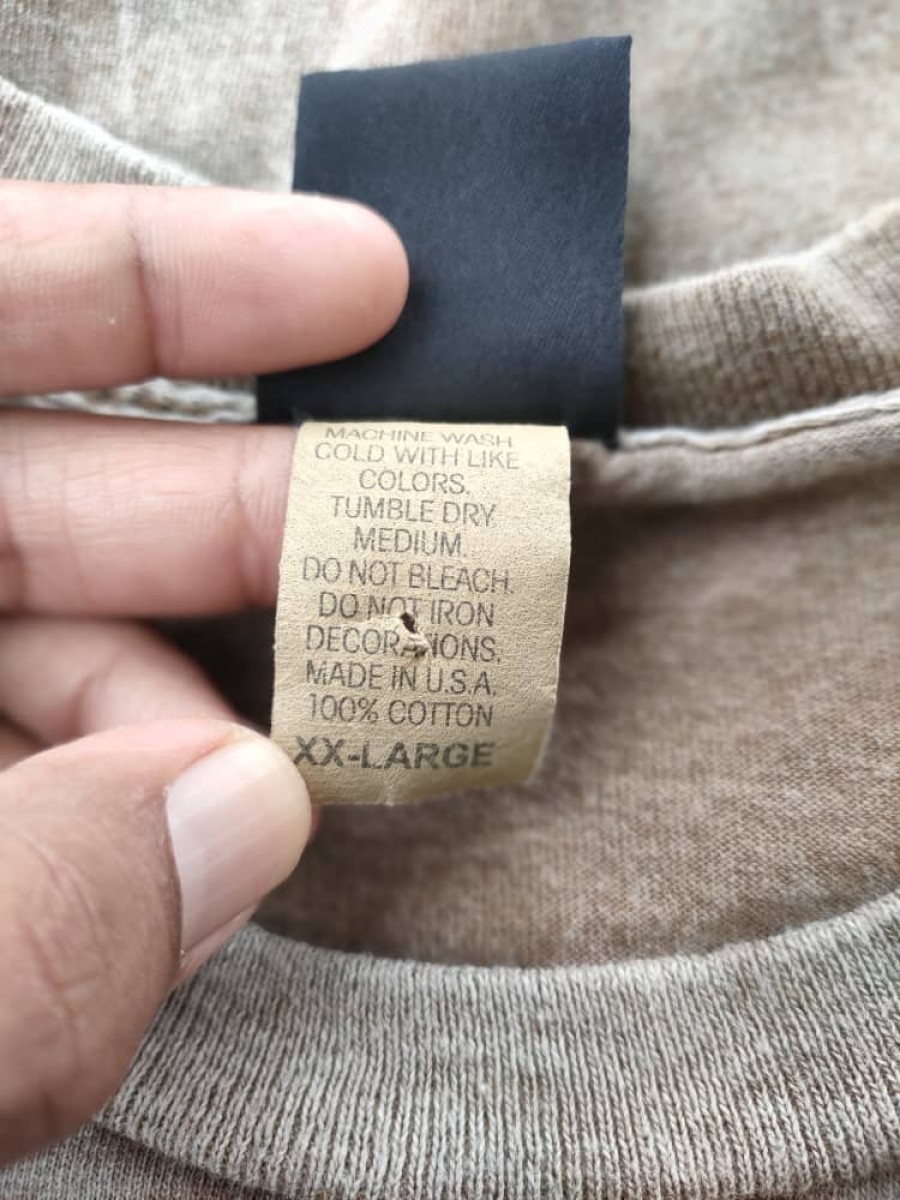 MACHINE WASH
COLD WITH LIKE
COLORS.
TUMBLE DRY
MEDIUM.
DO NOT BLEACH.
DO NOT IRON
DECORATIONS.
MADE IN U.S.A.
100% COTTON
XX-LARGE